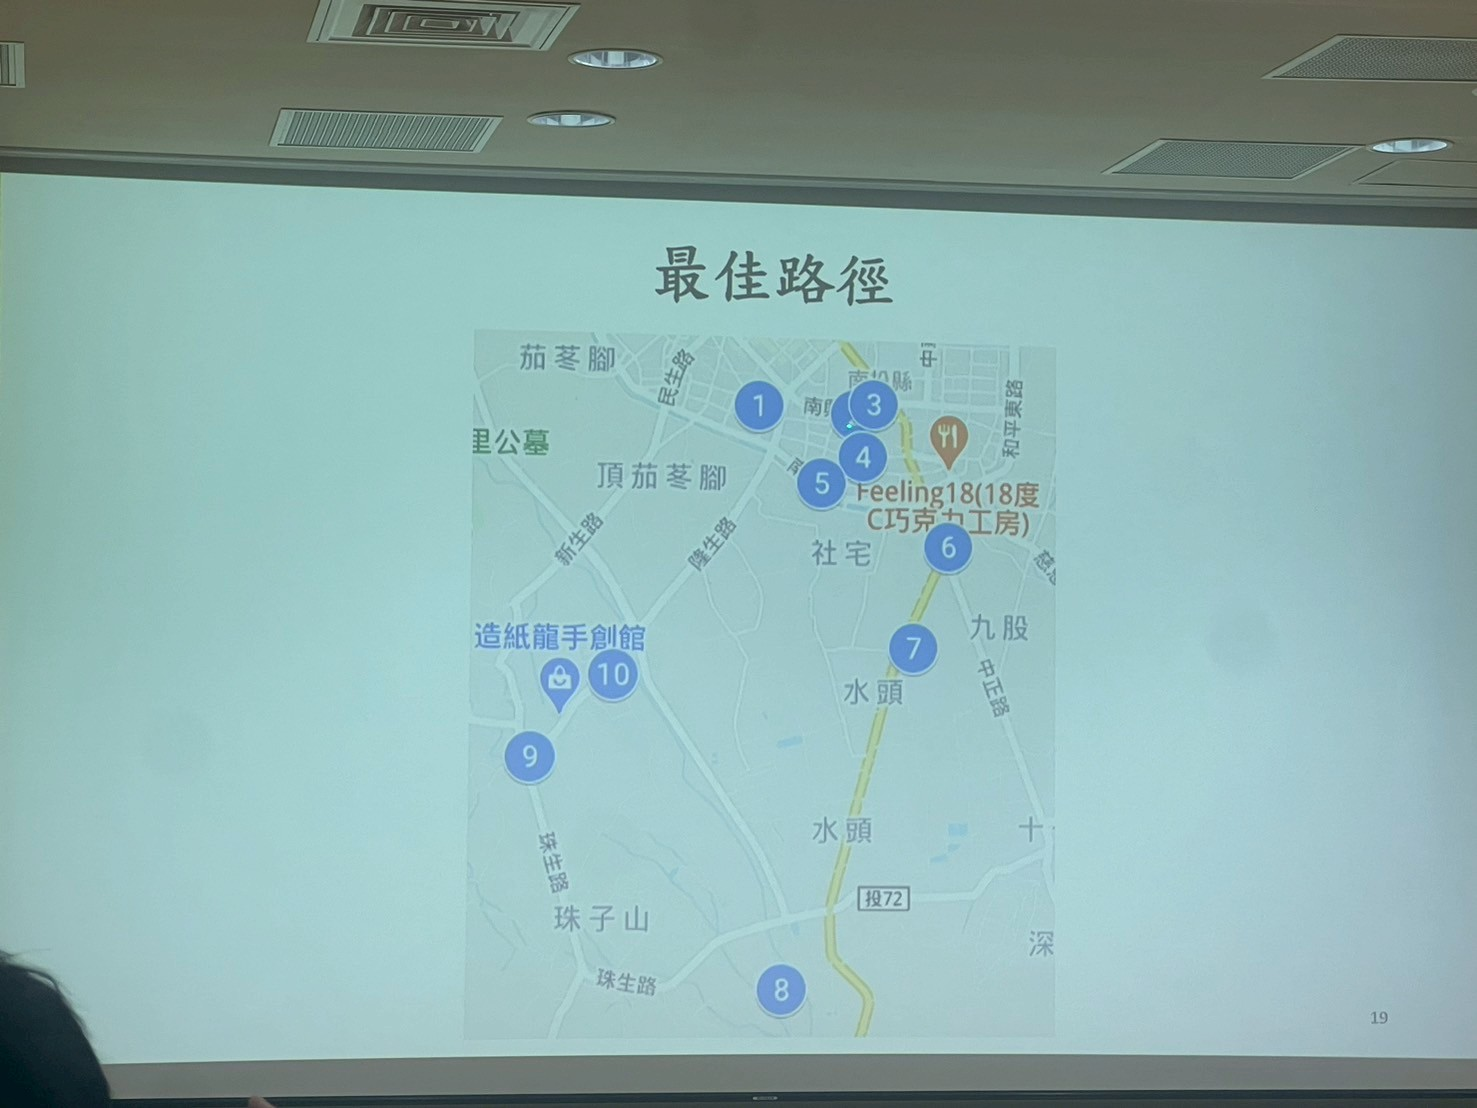 最佳路徑
茄苳腳
民生路
南投縣
和平東路
1
3
里公墓
頂茄苳腳
4
5
Feeling18(18度
C巧克力工房)
新生路
隆生路
社宅
6
造紙龍手創館
九股
7
10
水頭
中正路
9
水頭
十
珠生路
投72
珠子山
深
珠生路
8
19